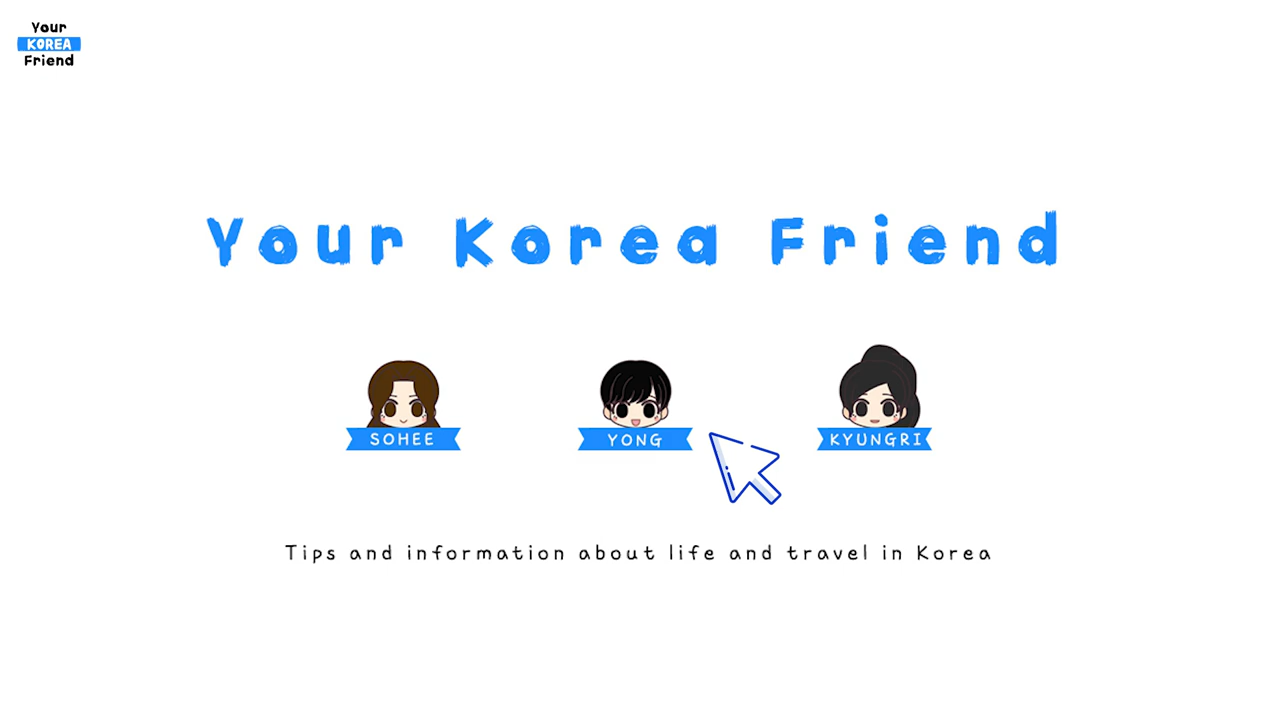 Your
KOREA
Friend
Your Korea Friend
SOHEE
YONG
KYUNGRI
Tips and information about life and travel in Korea